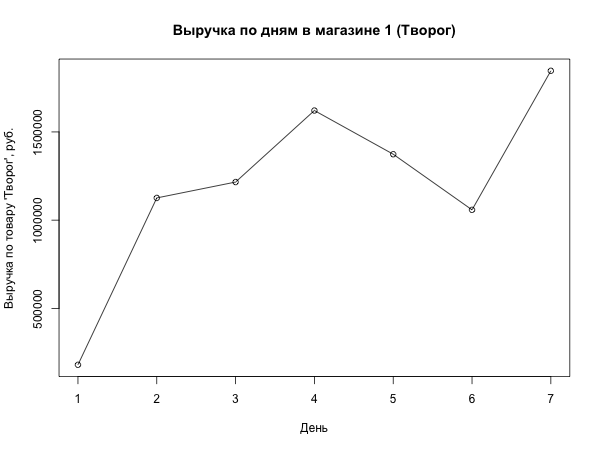 Выручка по дням в магазине 1 (Творог)
Выручка по товару 'Творог', руб.
1500000
1000000
500000
1 2 3 4 5 6 7
День